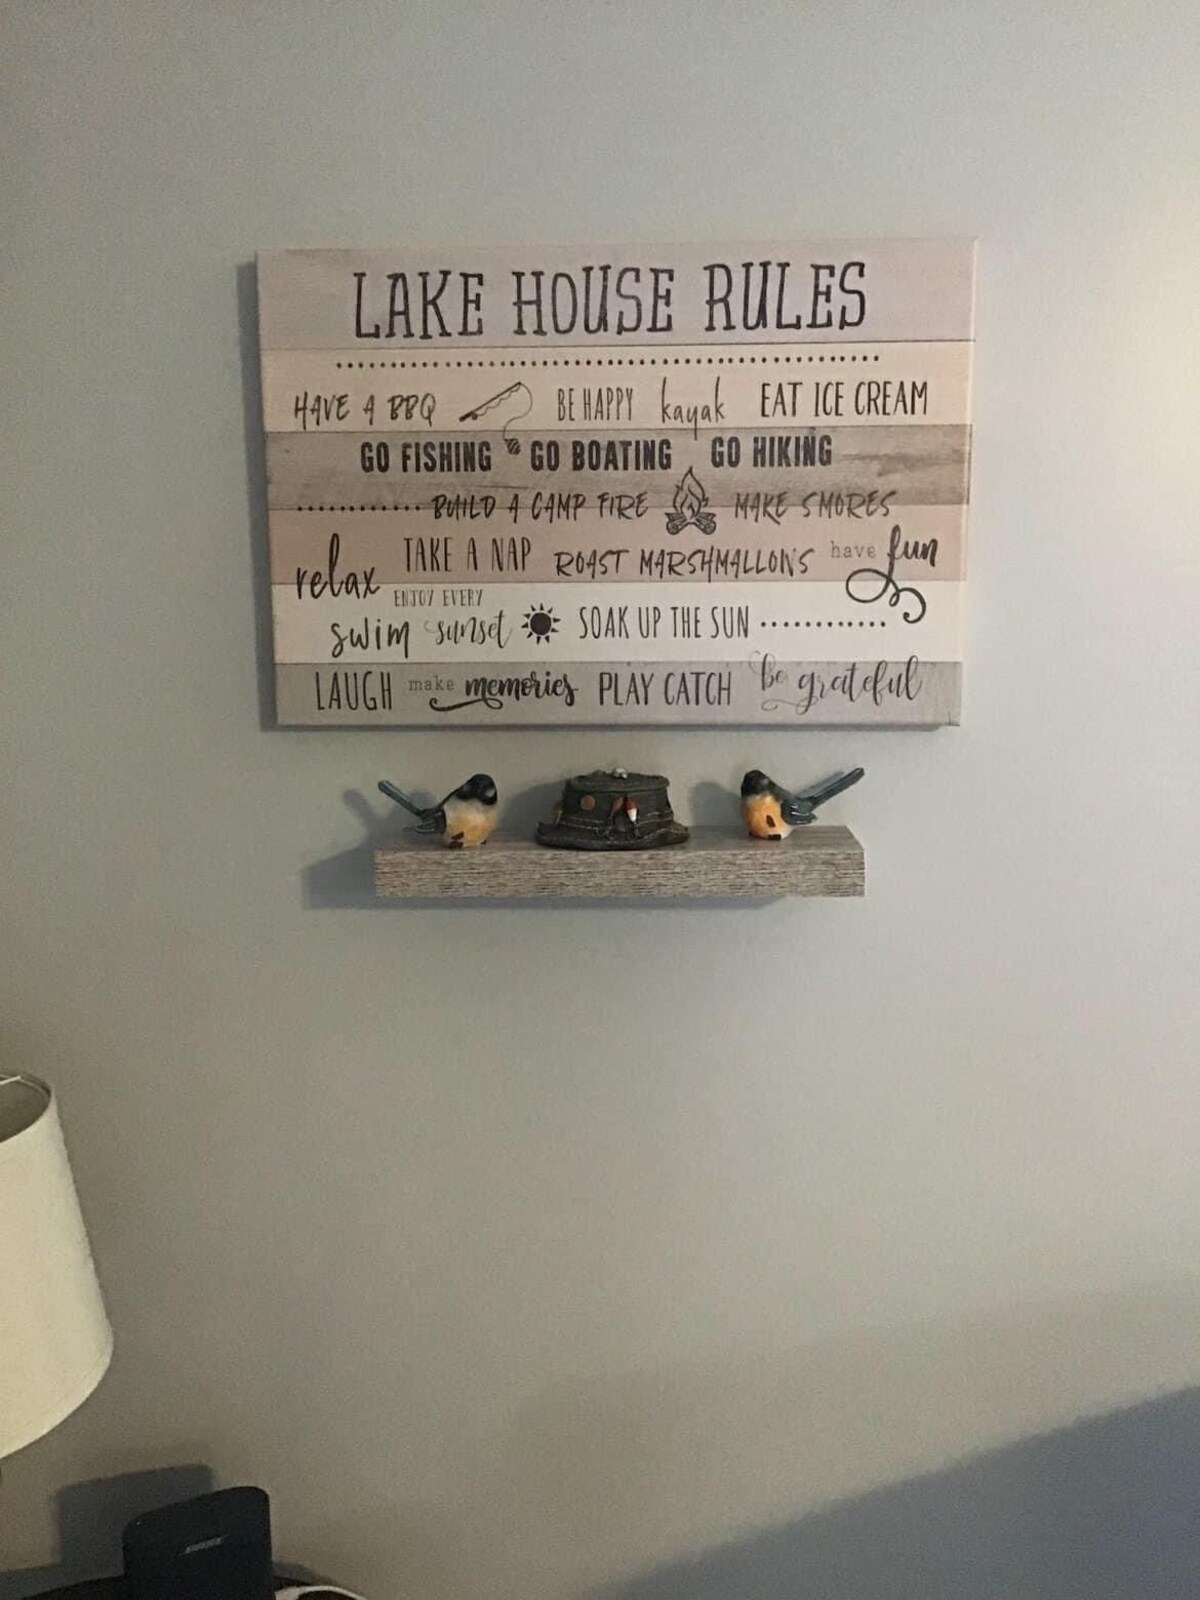 LAKE HOUSE RULES
HAVE A BBQ BE HAPPY kayak EAT ICE CREAM
GO FISHING GO BOATING GO HIKING
BUILD A CAMP FIRE MAKE SMORES
relax TAKE A NAP ROAST MARSHMALLOWS have fun
ENJOY EVERY
swim sunset SOAK UP THE SUN
LAUGH make memories PLAY CATCH be grateful
BOSE